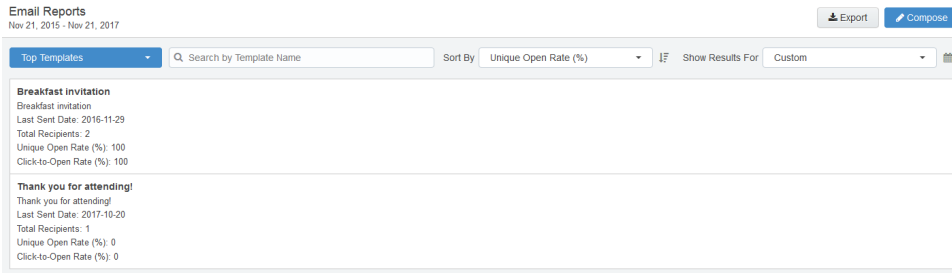 Email Reports
Nov 21, 2015 - Nov 21, 2017
Export
Compose
Top Templates
Search by Template Name
Sort By
Unique Open Rate (%)
Show Results For
Custom
Breakfast invitation
Breakfast invitation
Last Sent Date: 2016-11-29
Total Recipients: 2
Unique Open Rate (%): 100
Click-to-Open Rate (%): 100
Thank you for attending!
Thank you for attending!
Last Sent Date: 2017-10-20
Total Recipients: 1
Unique Open Rate (%): 0
Click-to-Open Rate (%): 0